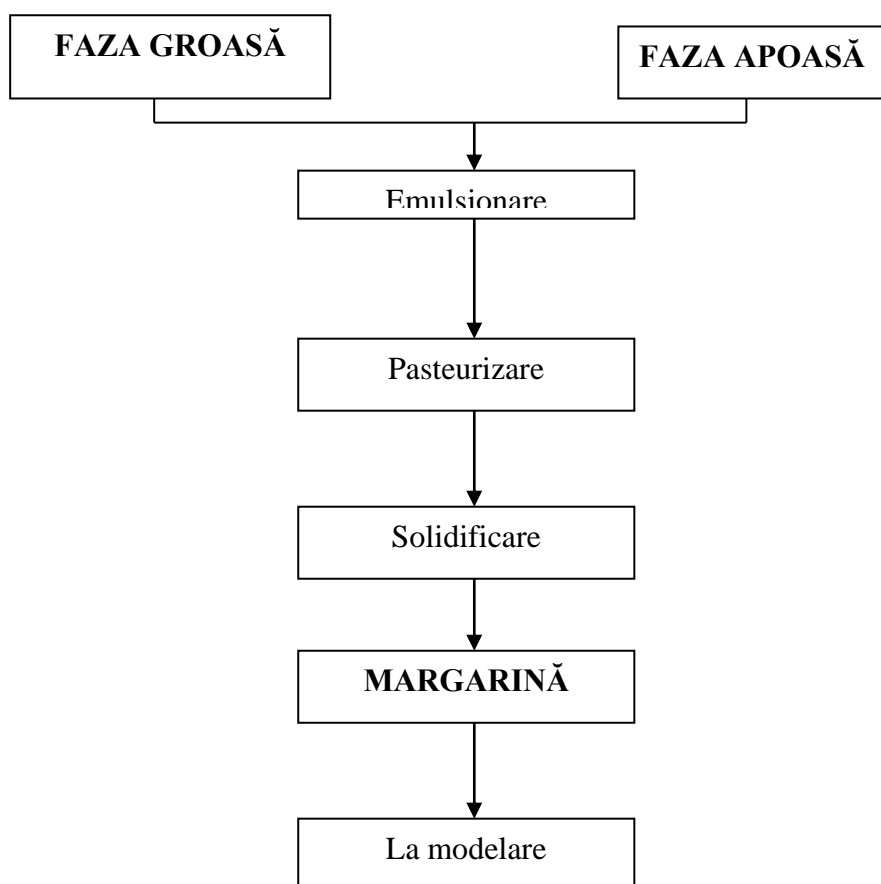 FAZA GROASĂ
FAZA APOASĂ
Emulsionare
Pasteurizare
Solidificare
MARGARINĂ
La modelare